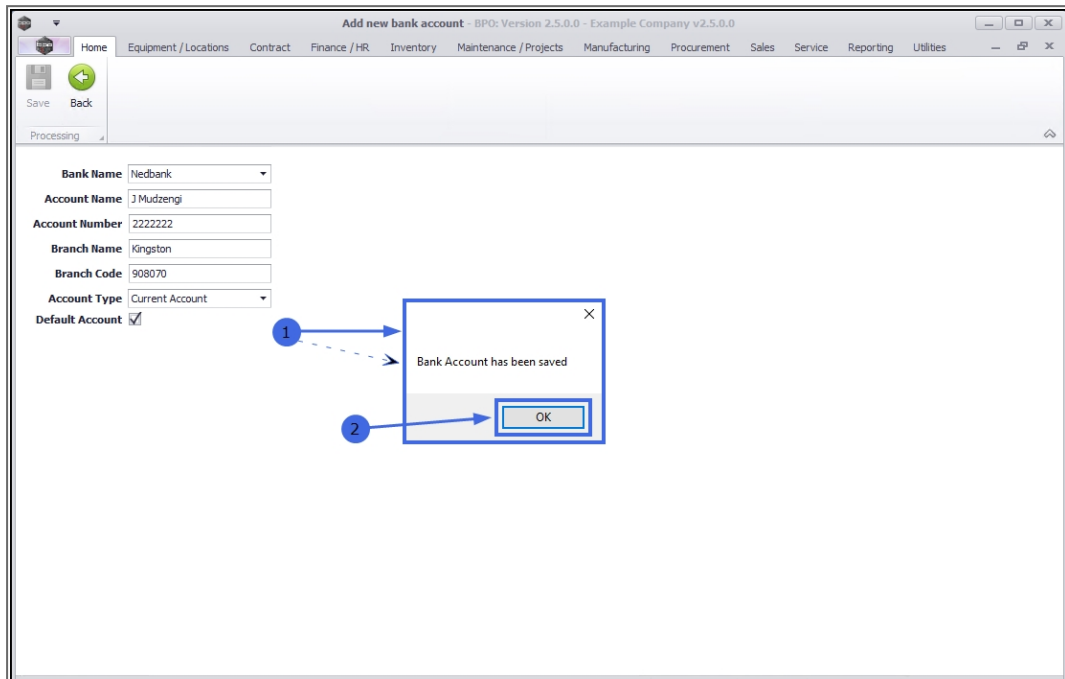 Add new bank account - BPO: Version 2.5.0.0 - Example Company v2.5.0.0
Home Equipment / Locations Contract Finance / HR Inventory Maintenance / Projects Manufacturing Procurement Sales Service Reporting Utilities
Save Back
Processing
Bank Name Nedbank
Account Name J Mudzengi
Account Number 2222222
Branch Name Kingston
Branch Code 908070
Account Type Current Account
Default Account
1
Bank Account has been saved
OK
2